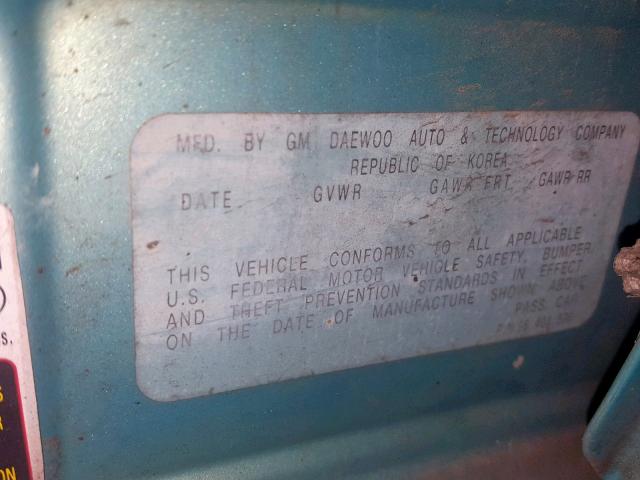 MFD. BY GM DAEWOO AUTO & TECHNOLOGY COMPANY
REPUBLIC OF KOREA
DATE GVWR GAWR FRT GAWR RR
THIS VEHICLE CONFORMS TO ALL APPLICABLE
U.S. FEDERAL MOTOR VEHICLE SAFETY, BUMPER
AND THEFT PREVENTION STANDARDS IN EFFECT
ON THE DATE OF MANUFACTURE SHOWN ABOVE
PASS. CAR
P/N 96
S.
ON